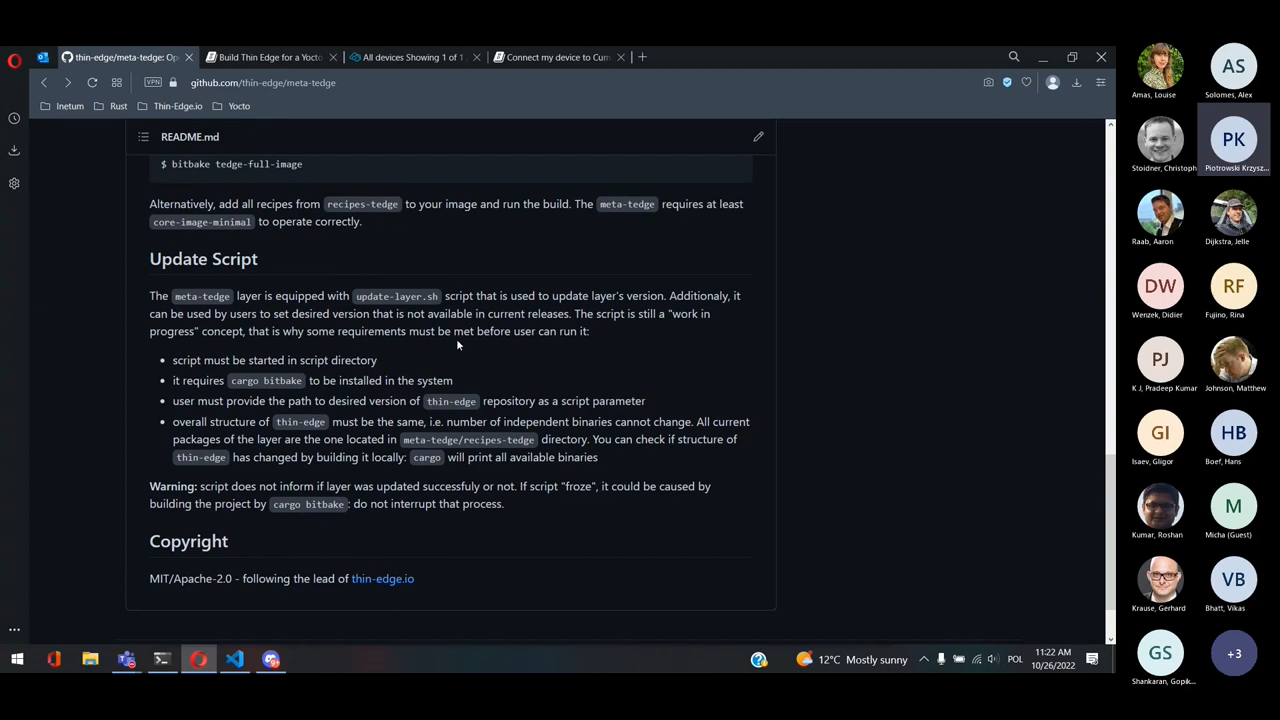 thin-edge/meta-tedge: Op
Build Thin Edge for a Yocto
All devices Showing 1 of 1
Connect my device to Cum
VPN
github.com/thin-edge/meta-tedge
Inetum
Rust
Thin-Edge.io
Yocto
README.md
$ bitbake tedge-full-image
Alternatively, add all recipes from recipes-tedge to your image and run the build. The meta-tedge requires at least
core-image-minimal to operate correctly.
Update Script
The meta-tedge layer is equipped with update-layer.sh script that is used to update layer's version. Additionaly, it
can be used by users to set desired version that is not available in current releases. The script is still a "work in
progress" concept, that is why some requirements must be met before user can run it:
script must be started in script directory
it requires cargo bitbake to be installed in the system
user must provide the path to desired version of thin-edge repository as a script parameter
overall structure of thin-edge must be the same, i.e. number of independent binaries cannot change. All current
packages of the layer are the one located in meta-tedge/recipes-tedge directory. You can check if structure of
thin-edge has changed by building it locally: cargo will print all available binaries
Warning: script does not inform if layer was updated successfuly or not. If script "froze", it could be caused by
building the project by cargo bitbake: do not interrupt that process.
Copyright
MIT/Apache-2.0 - following the lead of thin-edge.io
12°C Mostly sunny
POL
11:22 AM
10/26/2022
Amas, Louise
AS
Solomes, Alex
Stoidner, Christoph
PK
Piotrowski Krzysz...
Raab, Aaron
Dijkstra, Jelle
DW
Wenzek, Didier
RF
Fujino, Rina
PJ
K J, Pradeep Kumar
Johnson, Matthew
GI
Isaev, Gligor
HB
Boef, Hans
Kumar, Roshan
M
Micha (Guest)
Krause, Gerhard
VB
Bhatt, Vikas
GS
Shankaran, Gopik...
+3